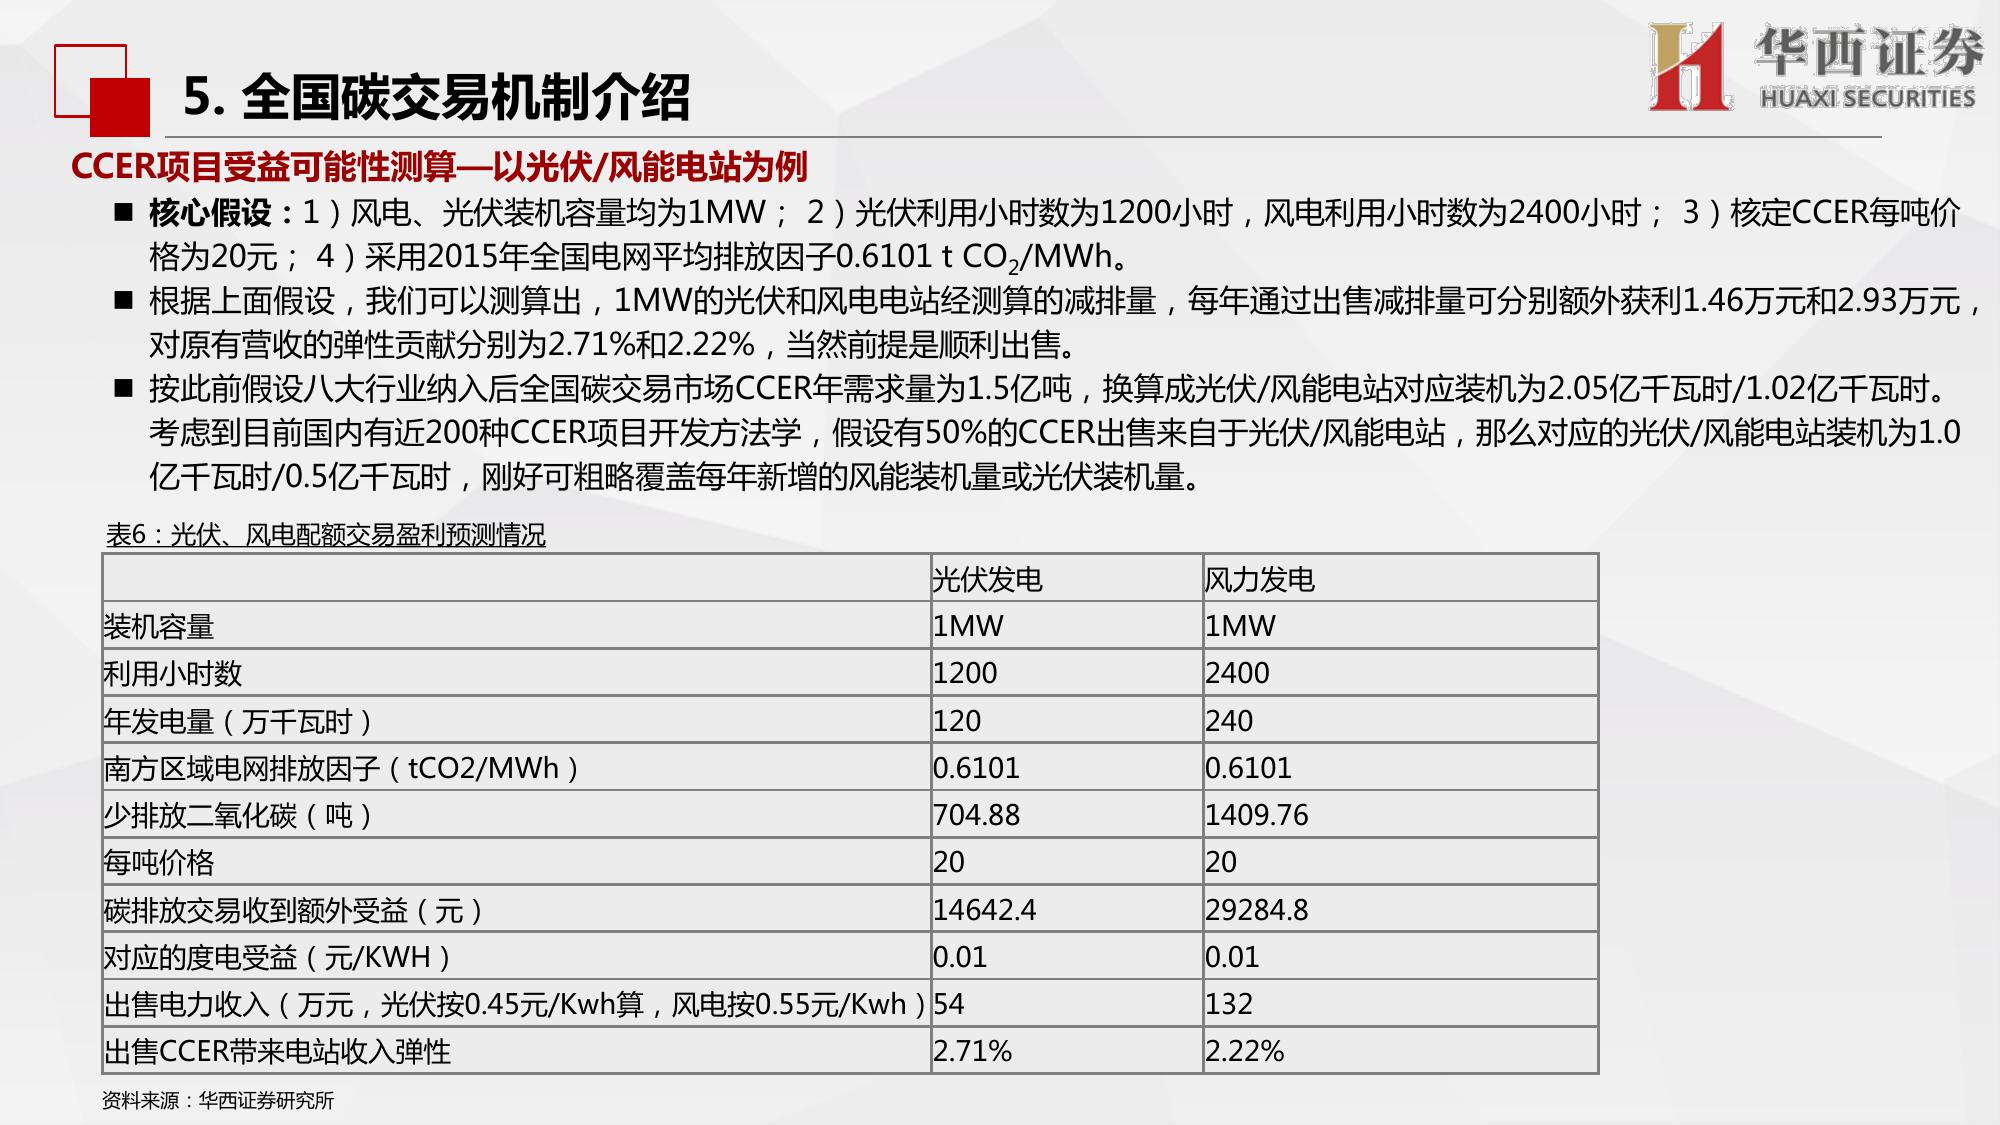 华西证券
HUAXI SECURITIES
5. 全国碳交易机制介绍
CCER项目受益可能性测算—以光伏/风能电站为例
■ 核心假设：1）风电、光伏装机容量均为1MW； 2）光伏利用小时数为1200小时，风电利用小时数为2400小时； 3）核定CCER每吨价
格为20元； 4）采用2015年全国电网平均排放因子0.6101 t CO2/MWh。
■ 根据上面假设，我们可以测算出，1MW的光伏和风电电站经测算的减排量，每年通过出售减排量可分别额外获利1.46万元和2.93万元，
对原有营收的弹性贡献分别为2.71%和2.22%，当然前提是顺利出售。
■ 按此前假设八大行业纳入后全国碳交易市场CCER年需求量为1.5亿吨，换算成光伏/风能电站对应装机为2.05亿千瓦时/1.02亿千瓦时。
考虑到目前国内有近200种CCER项目开发方法学，假设有50%的CCER出售来自于光伏/风能电站，那么对应的光伏/风能电站装机为1.0
亿千瓦时/0.5亿千瓦时，刚好可粗略覆盖每年新增的风能装机量或光伏装机量。
表6：光伏、风电配额交易盈利预测情况
光伏发电 风力发电
装机容量 1MW 1MW
利用小时数 1200 2400
年发电量（万千瓦时） 120 240
南方区域电网排放因子（tCO2/MWh） 0.6101 0.6101
少排放二氧化碳（吨） 704.88 1409.76
每吨价格 20 20
碳排放交易收到额外受益（元） 14642.4 29284.8
对应的度电受益（元/KWH） 0.01 0.01
出售电力收入（万元，光伏按0.45元/Kwh算，风电按0.55元/Kwh） 54 132
出售CCER带来电站收入弹性 2.71% 2.22%
资料来源：华西证券研究所